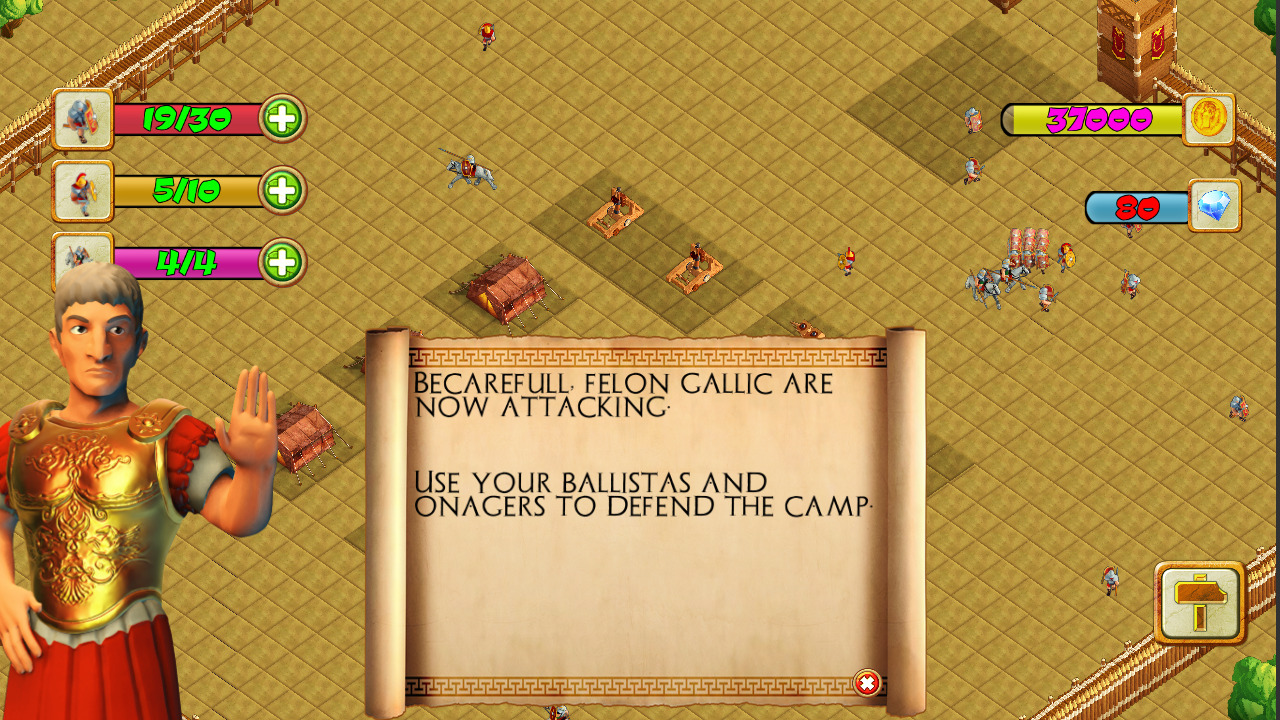 19/30
37000
5/10
80
4/4
BECAREFULL, FELON GALLIC ARE
NOW ATTACKING.
USE YOUR BALLISTAS AND
ONAGERS TO DEFEND THE CAMP.